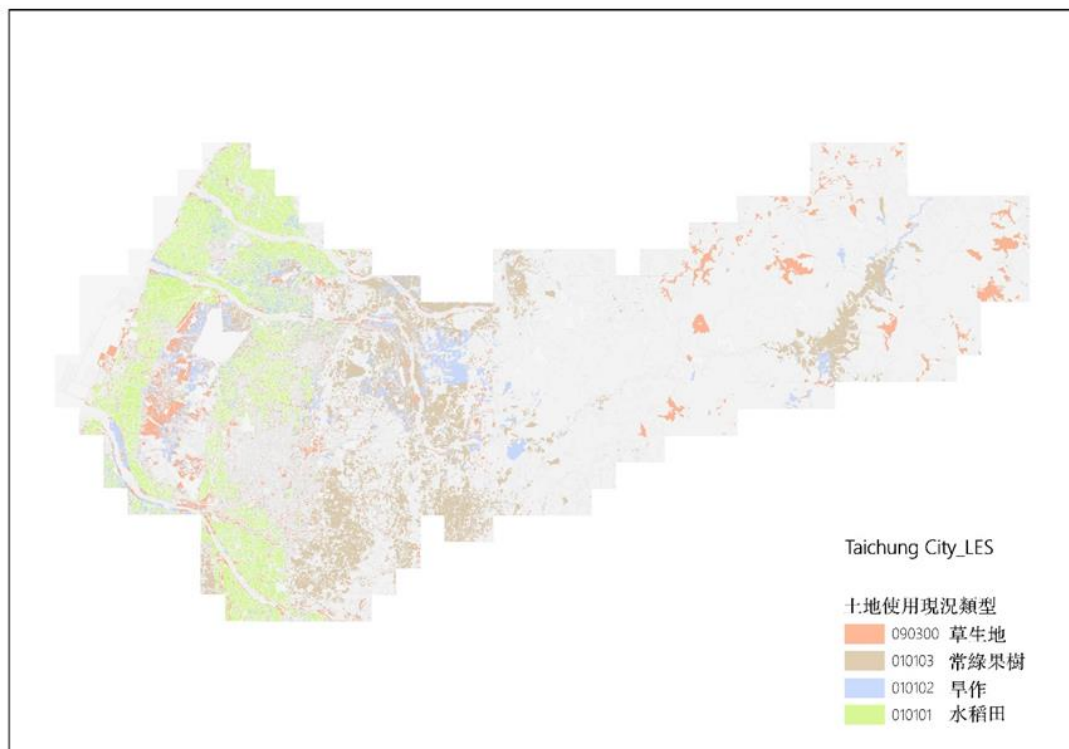 Taichung City_LES
土地使用現況類型
090300 草生地
010103 常綠果樹
010102 旱作
010101 水稻田